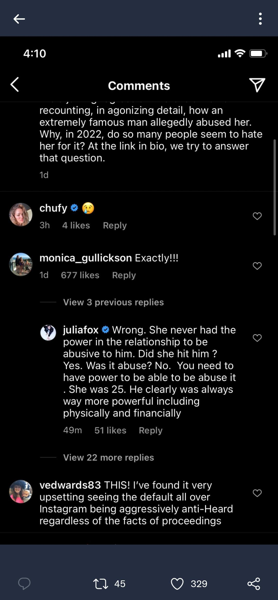 4:10
Comments
recounting, in agonizing detail, how an
extremely famous man allegedly abused her.
Why, in 2022, do so many people seem to hate
her for it? At the link in bio, we try to answer
that question.
1d
chufy 😢
3h 4 likes Reply
monica_gullickson Exactly!!!
1d 677 likes Reply
View 3 previous replies
juliafox Wrong. She never had the
power in the relationship to be
abusive to him. Did she hit him ?
Yes. Was it abuse? No. You need to
have power to be able to be abuse it
. She was 25. He clearly was always
way more powerful including
physically and financially
49m 51 likes Reply
View 22 more replies
vedwards83 THIS! I've found it very
upsetting seeing the default all over
Instagram being aggressively anti-Heard
regardless of the facts of proceedings
45
329